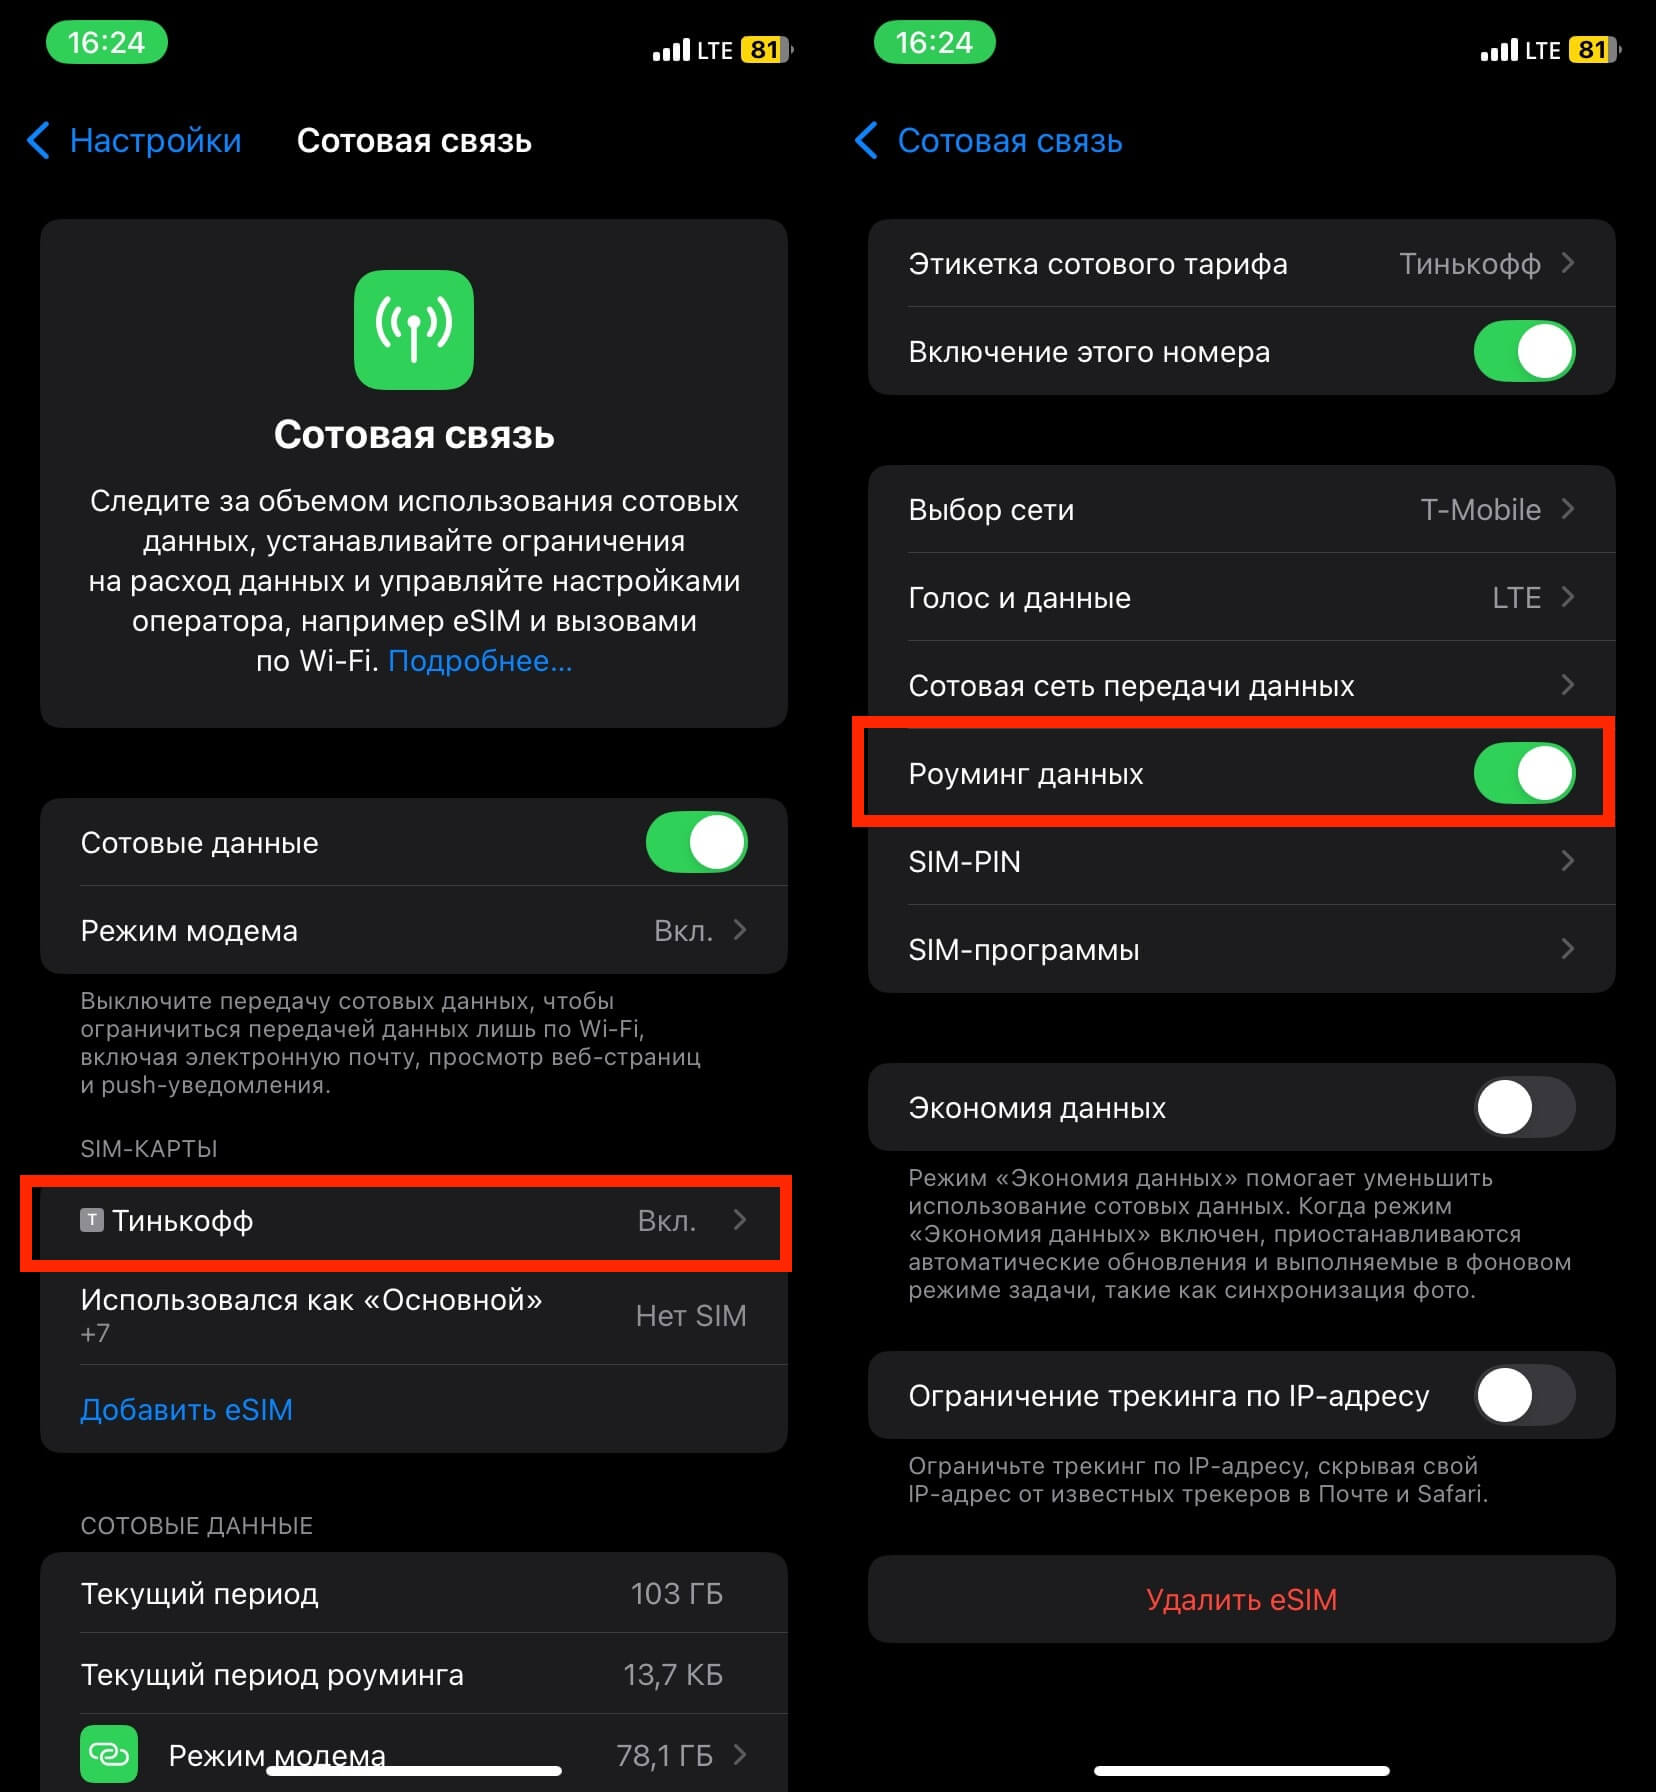 16:24
LTE 81
Настройки
Сотовая связь
Сотовая связь
Следите за объемом использования сотовых
данных, устанавливайте ограничения
на расход данных и управляйте настройками
оператора, например eSIM и вызовами
по Wi-Fi. Подробнее...
Сотовые данные
Режим модема Вкл.
Выключите передачу сотовых данных, чтобы
ограничиться передачей данных лишь по Wi-Fi,
включая электронную почту, просмотр веб-страниц
и push-уведомления.
SIM-КАРТЫ
T Тинькофф Вкл.
Использовался как «Основной»
+7
Нет SIM
Добавить eSIM
СОТОВЫЕ ДАННЫЕ
Текущий период 103 ГБ
Текущий период роуминга 13,7 КБ
Режим модема 78,1 ГБ
16:24
LTE 81
Сотовая связь
Этикетка сотового тарифа Тинькофф
Включение этого номера
Выбор сети T-Mobile
Голос и данные LTE
Сотовая сеть передачи данных
Роуминг данных
SIM-PIN
SIM-программы
Экономия данных
Режим «Экономия данных» помогает уменьшить
использование сотовых данных. Когда режим
«Экономия данных» включен, приостанавливаются
автоматические обновления и выполняемые в фоновом
режиме задачи, такие как синхронизация фото.
Ограничение трекинга по IP-адресу
Ограничьте трекинг по IP-адресу, скрывая свой
IP-адрес от известных трекеров в Почте и Safari.
Удалить eSIM